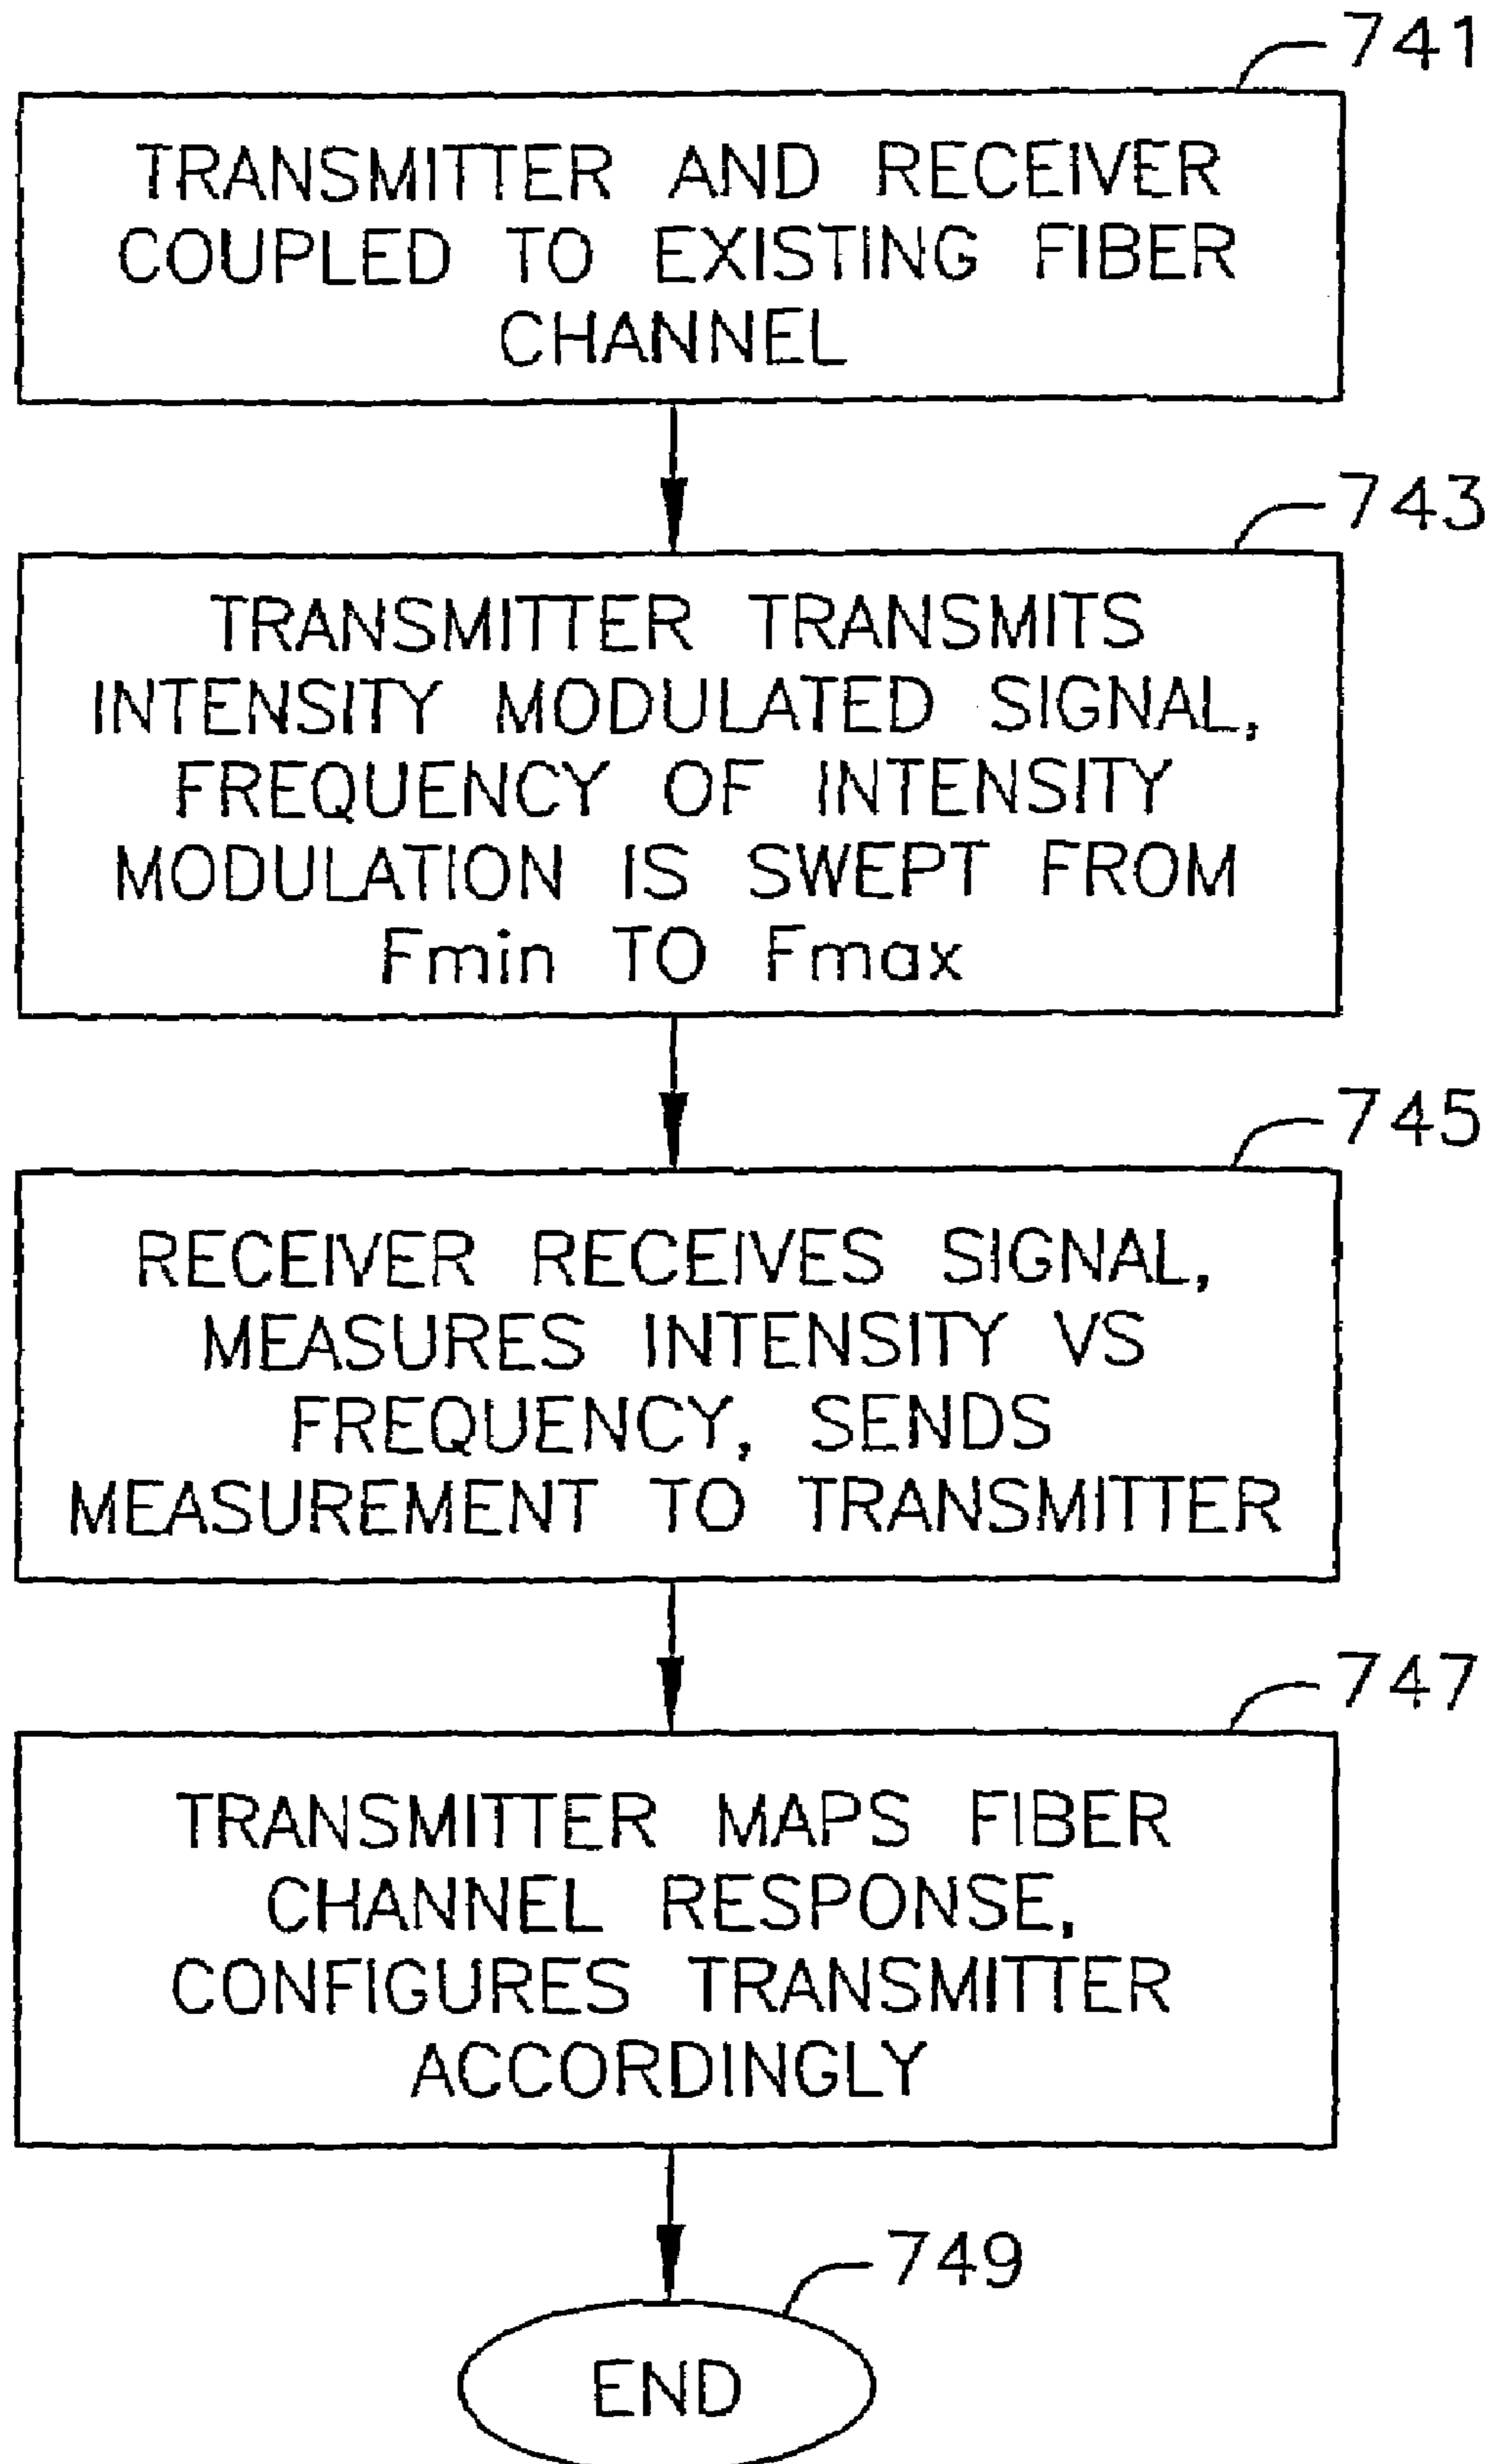 741
TRANSMITTER AND RECEIVER
COUPLED TO EXISTING FIBER
CHANNEL
743
TRANSMITTER TRANSMITS
INTENSITY MODULATED SIGNAL,
FREQUENCY OF INTENSITY
MODULATION IS SWEPT FROM
Fmin TO Fmax
745
RECEIVER RECEIVES SIGNAL,
MEASURES INTENSITY VS
FREQUENCY, SENDS
MEASUREMENT TO TRANSMITTER
747
TRANSMITTER MAPS FIBER
CHANNEL RESPONSE,
CONFIGURES TRANSMITTER
ACCORDINGLY
749
END